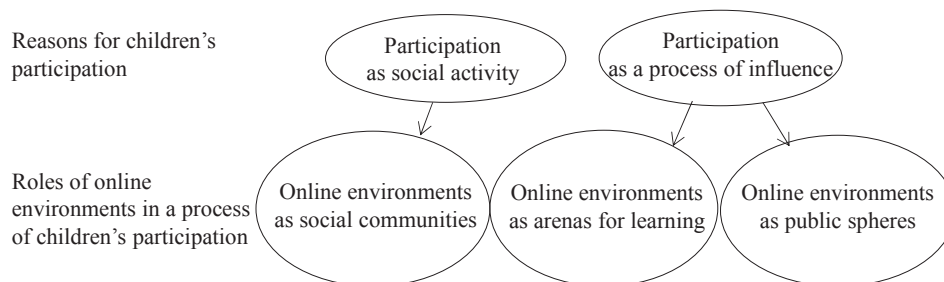 Reasons for children’s
participation
Participation
as social activity
Participation
as a process of influence
Roles of online
environments in a process
of children’s participation
Online environments
as social communities
Online environments
as arenas for learning
Online environments
as public spheres